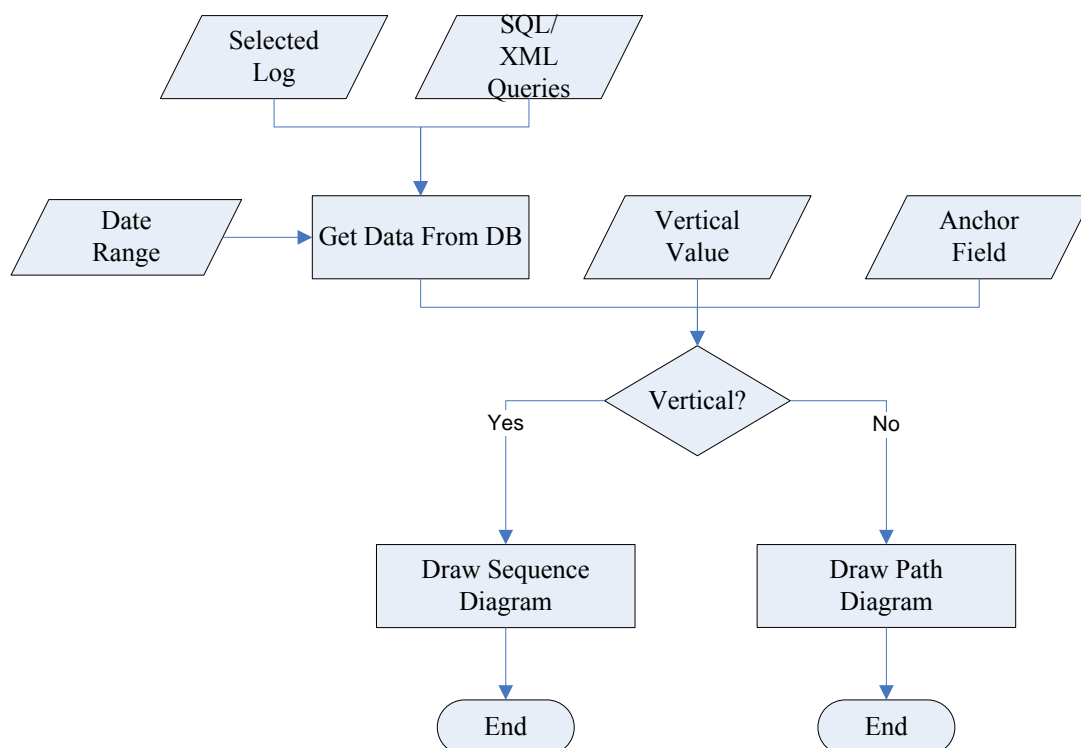 Selected
Log
SQL/
XML
Queries
Date
Range
Get Data From DB
Vertical
Value
Anchor
Field
Vertical?
Yes
No
Draw Sequence
Diagram
Draw Path
Diagram
End
End